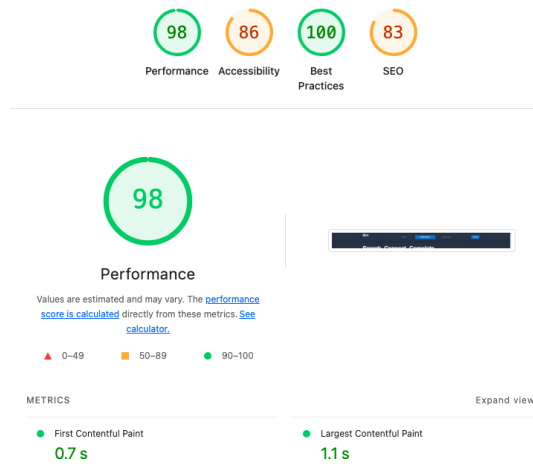 98
86
100
83
Performance
Accessibility
Best
Practices
SEO
98
Performance
Values are estimated and may vary. The performance
score is calculated directly from these metrics. See
calculator.
0–49
50–89
90–100
METRICS
Expand view
First Contentful Paint
0.7 s
Largest Contentful Paint
1.1 s